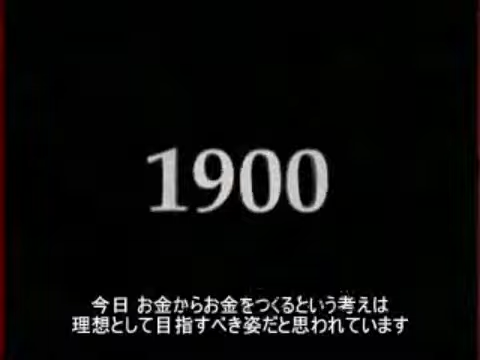 1900
今日 お金からお金をつくるという考えは
理想として目指すべき姿だと思われています